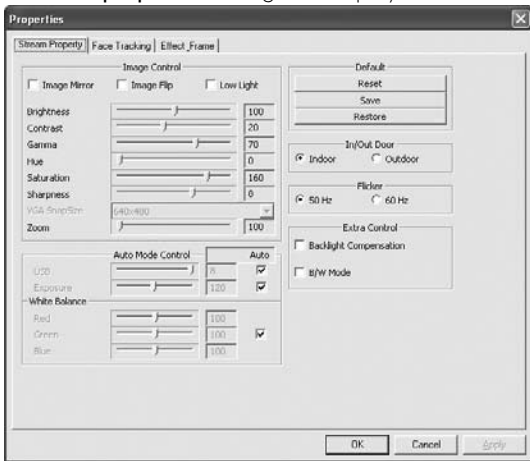 Properties
Stream Property Face Tracking Effect_Frame
Image Control
Image Mirror Image Flip Low Light
Brightness 100
Contrast 20
Gamma 70
Hue 0
Saturation 160
Sharpness 0
VGA SnapSize 640x480
Zoom 100
Auto Mode Control Auto
USB 8
Exposure 120
White Balance
Red 100
Green 100
Blue 100
Default
Reset
Save
Restore
In/Out Door
Indoor Outdoor
Flicker
50 Hz 60 Hz
Extra Control
Backlight Compensation
B/W Mode
OK Cancel Apply